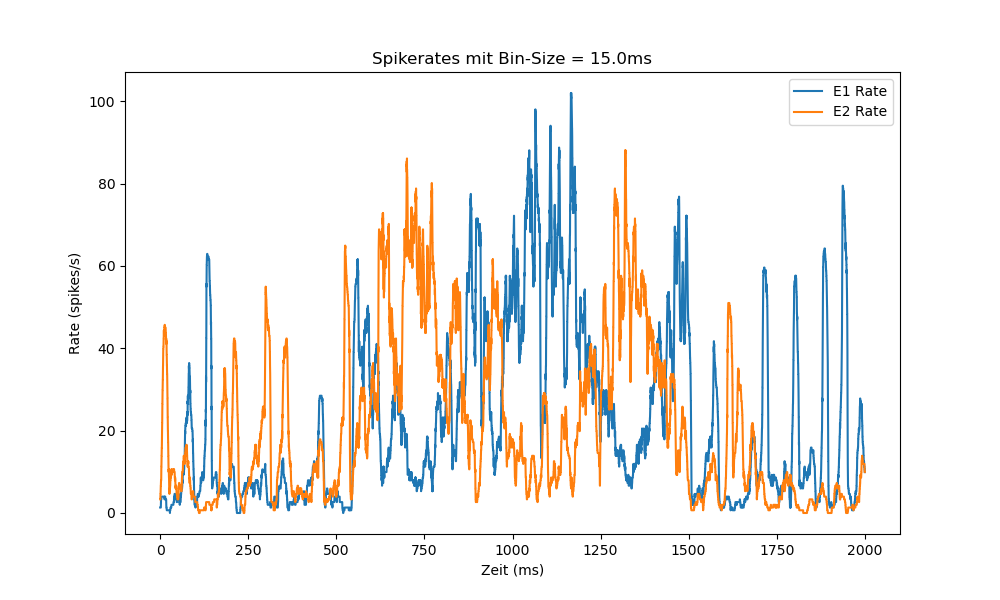 Spikerates mit Bin-Size = 15.0ms
E1 Rate
E2 Rate
Rate (spikes/s)
100
80
60
40
20
0
0 250 500 750 1000 1250 1500 1750 2000
Zeit (ms)